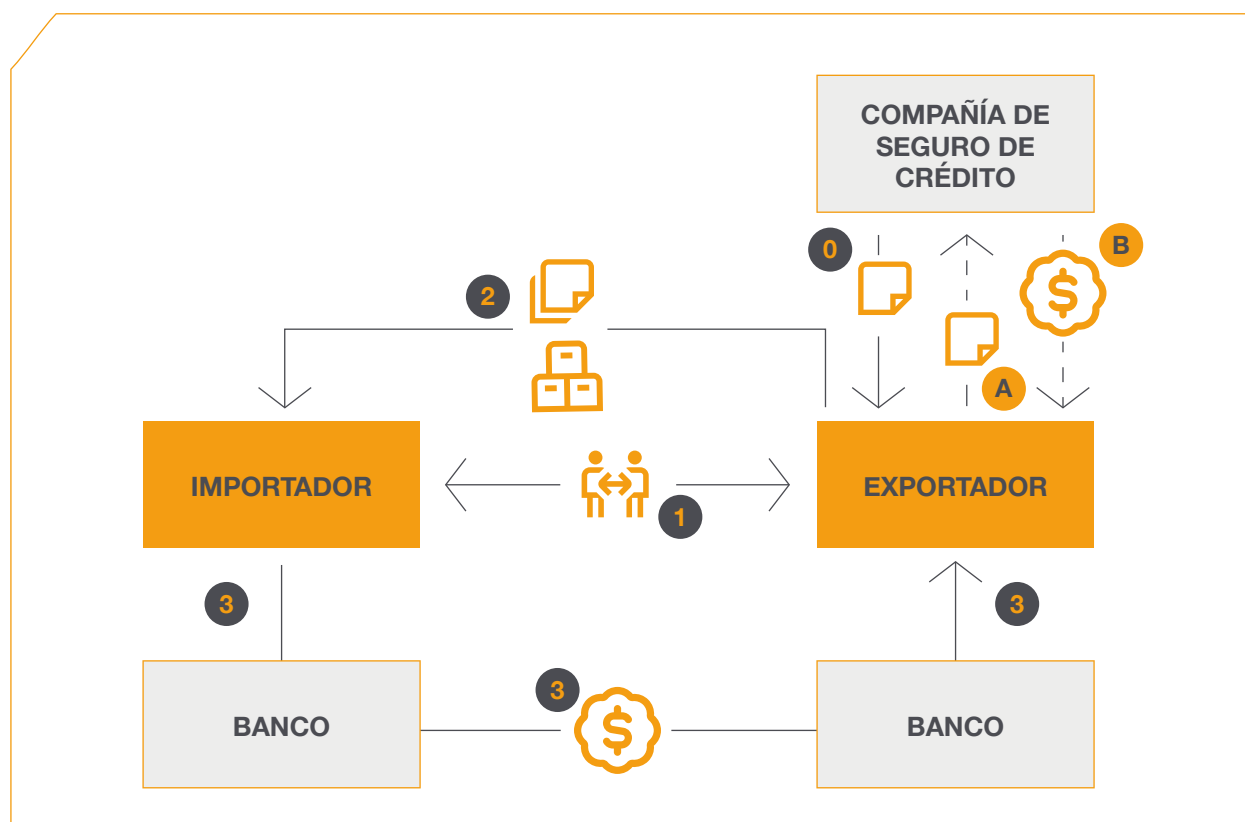 COMPAÑÍA DE
SEGURO DE
CRÉDITO
0
B
$
2
A
IMPORTADOR
EXPORTADOR
1
3
3
3
BANCO
$
BANCO